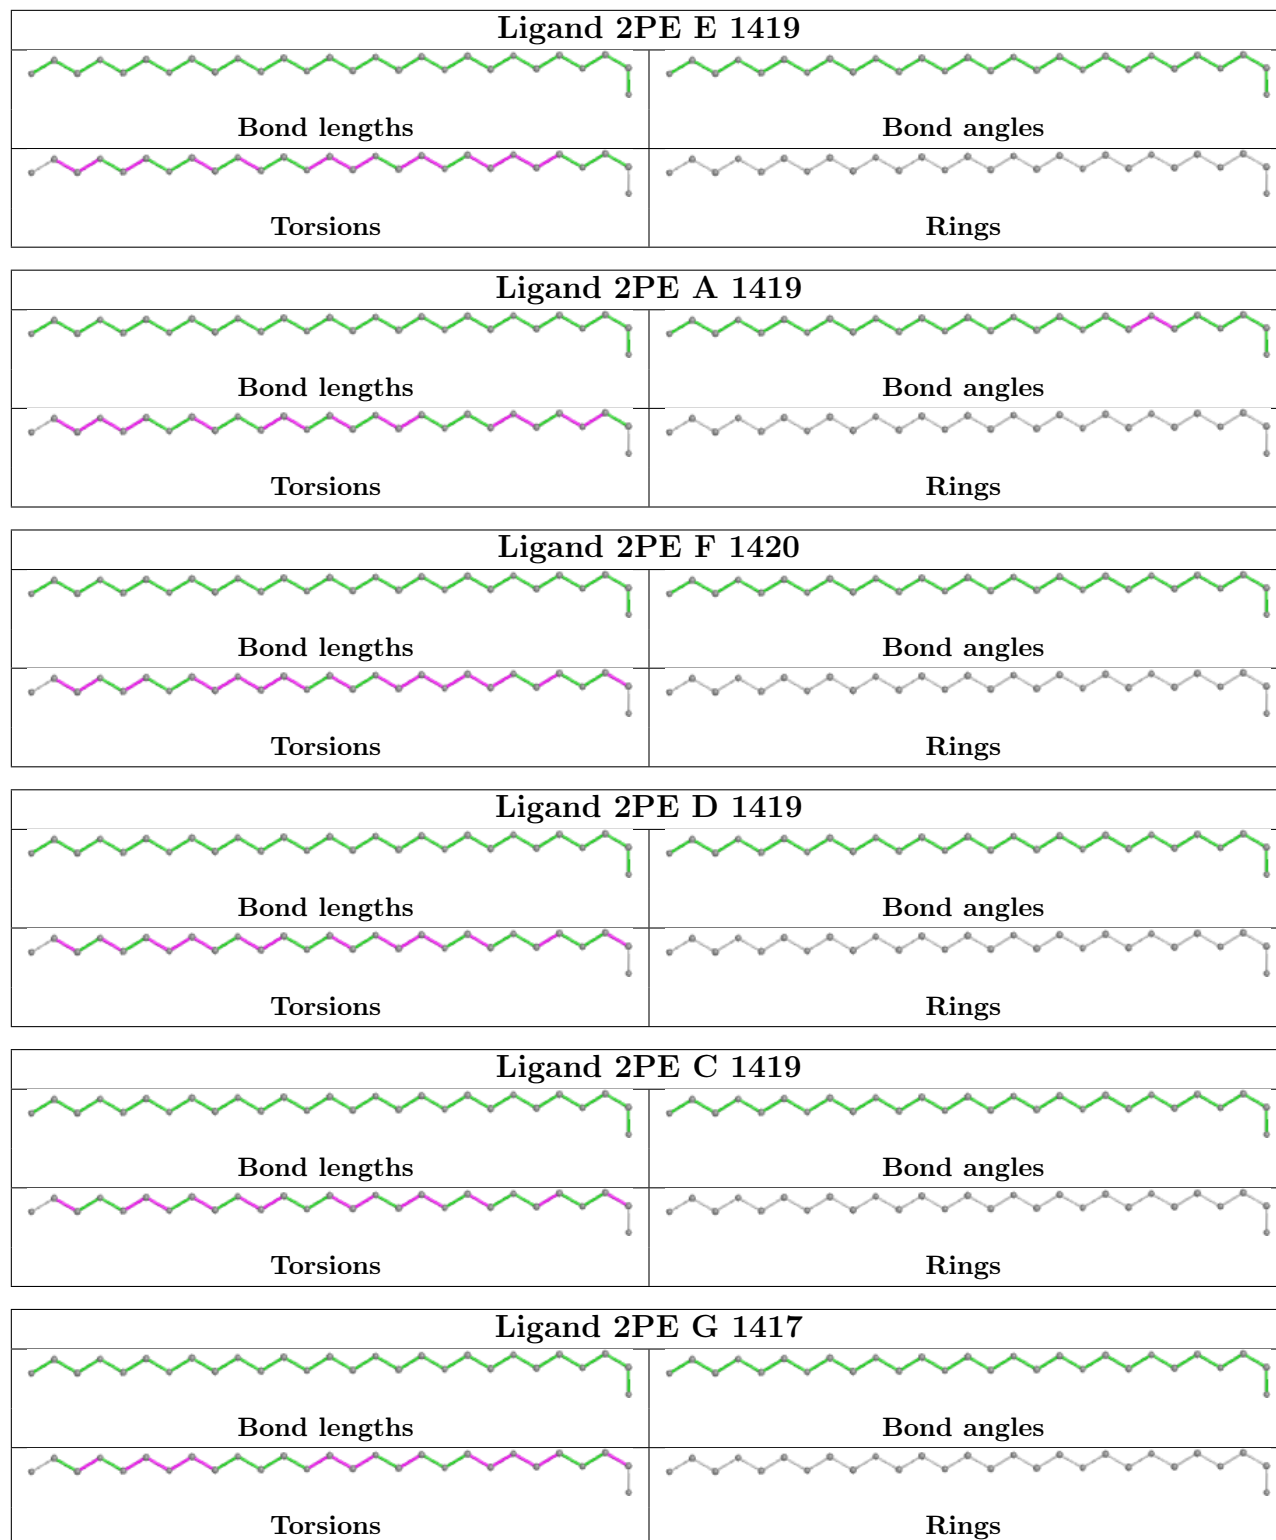 Ligand 2PE E 1419
Bond lengths Bond angles
Torsions Rings
Ligand 2PE A 1419
Bond lengths Bond angles
Torsions Rings
Ligand 2PE F 1420
Bond lengths Bond angles
Torsions Rings
Ligand 2PE D 1419
Bond lengths Bond angles
Torsions Rings
Ligand 2PE C 1419
Bond lengths Bond angles
Torsions Rings
Ligand 2PE G 1417
Bond lengths Bond angles
Torsions Rings